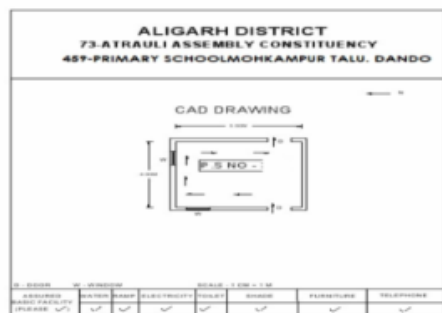 ALIGARH DISTRICT
73-ATRAULI ASSEMBLY CONSTITUENCY
459-PRIMARY SCHOOLMOHKAMPUR TALU. DANDO
N
CAD DRAWING
D
W
P.S NO -
W
D
D - DOOR W - WINDOW SCALE - 1 CM = 1 M
ASSURED BASIC FACILITY (PLEASE ✓)
WATER RAMP ELECTRICITY TOILET SHADE FURNITURE TELEPHONE
✓ ✓ ✓ ✓ ✓ ✓ ✓